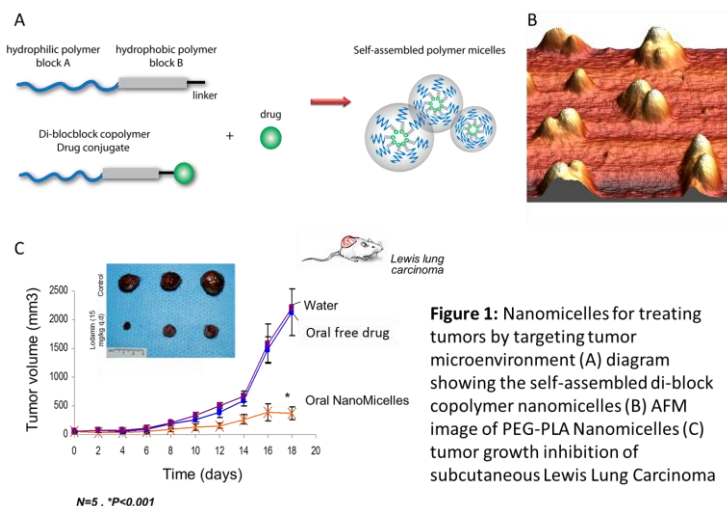 A
hydrophilic polymer
block A
hydrophobic polymer
block B
linker
Di-blocblock copolymer
Drug conjugate
+
drug
Self-assembled polymer micelles
B
C
Lewis lung
carcinoma
Tumor volume (mm3)
2500
2000
1500
1000
500
0
Control
Lodamin (15
mg/kg q.d)
Water
Oral free drug
*
Oral NanoMicelles
0 2 4 6 8 10 12 14 16 18 20
Time (days)
N=5 , *P<0.001
Figure 1: Nanomicelles for treating
tumors by targeting tumor
microenvironment (A) diagram
showing the self-assembled di-block
copolymer nanomicelles (B) AFM
image of PEG-PLA Nanomicelles (C)
tumor growth inhibition of
subcutaneous Lewis Lung Carcinoma